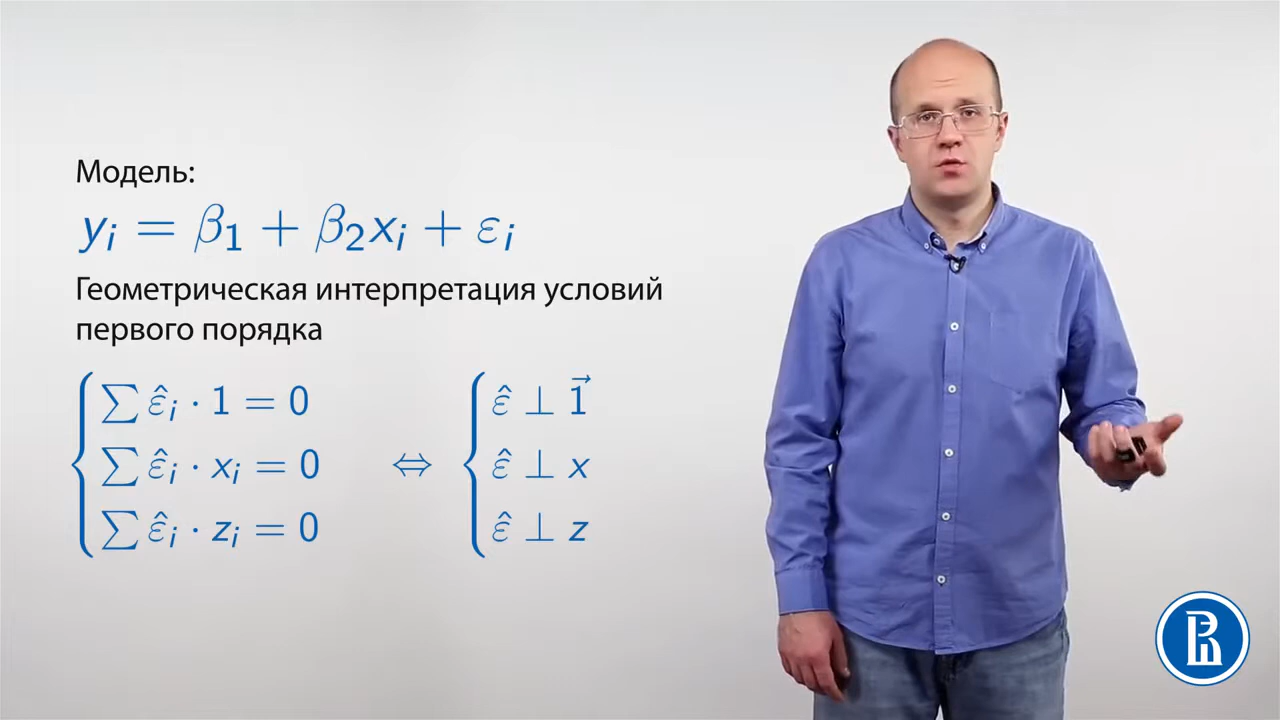 Модель:
yᵢ = β₁ + β₂xᵢ + εᵢ
Геометрическая интерпретация условий
первого порядка
∑ ε̂ᵢ · 1 = 0 ⇔ ε̂ ⊥ 1⃗
∑ ε̂ᵢ · xᵢ = 0 ⇔ ε̂ ⊥ x
∑ ε̂ᵢ · zᵢ = 0 ⇔ ε̂ ⊥ z